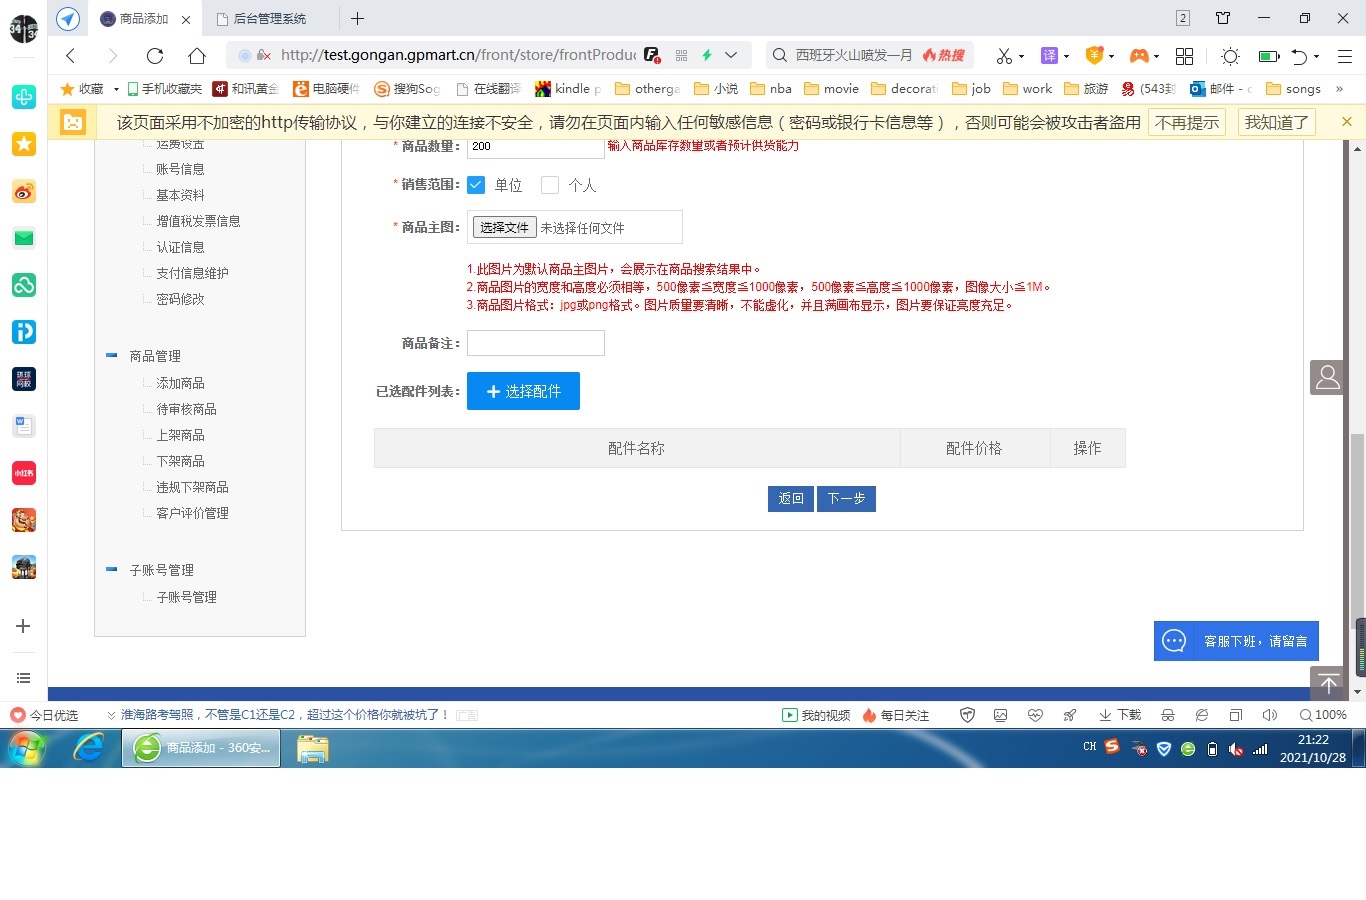 商品添加
后台管理系统
2
http://test.gongan.gpmart.cn/front/store/frontProduc
西班牙火山喷发一月
热搜
译
收藏
手机收藏夹
和讯黄金
电脑硬件
搜狗Sog
在线翻译
kindle p
otherga
小说
nba
movie
decorati
job
work
旅游
(543封
邮件 - c
songs
»
该页面采用不加密的http传输协议，与你建立的连接不安全，请勿在页面内输入任何敏感信息（密码或银行卡信息等），否则可能会被攻击者盗用
不再提示
我知道了
运费设置
账号信息
基本资料
增值税发票信息
认证信息
支付信息维护
密码修改
商品管理
添加商品
待审核商品
上架商品
下架商品
违规下架商品
客户评价管理
子账号管理
子账号管理
* 商品数量： 200 输入商品库存数量或者预计供货能力
* 销售范围： 单位 个人
* 商品主图： 选择文件 未选择任何文件
1.此图片为默认商品主图片，会展示在商品搜索结果中。
2.商品图片的宽度和高度必须相等，500像素≦宽度≦1000像素，500像素≦高度≦1000像素，图像大小≦1M。
3.商品图片格式：jpg或png格式。图片质量要清晰，不能虚化，并且满画布显示，图片要保证亮度充足。
商品备注：
已选配件列表： + 选择配件
配件名称 配件价格 操作
返回 下一步
客服下班，请留言
今日优选
淮海路考驾照，不管是C1还是C2，超过这个价格你就被坑了！ 广告
我的视频
每日关注
下载
100%
商品添加 - 360安...
CH
21:22
2021/10/28